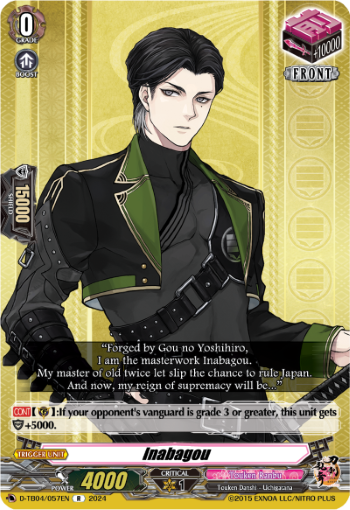 0
GRADE
BOOST
+10000
FRONT
15000
SHIELD
“Forged by Gou no Yoshihiro,
I am the masterwork Inabagou.
My master of old twice let slip the chance to rule Japan.
And now, my reign of supremacy will be...”
CONT 1:If your opponent's vanguard is grade 3 or greater, this unit gets
+5000.
TRIGGER UNIT
Inabagou
D-TB04/057EN R 2024
POWER 4000
CRITICAL
1
Touken Ranbu
Touken Danshi - Uchigatana
©2015 EXNOA LLC/NITRO PLUS